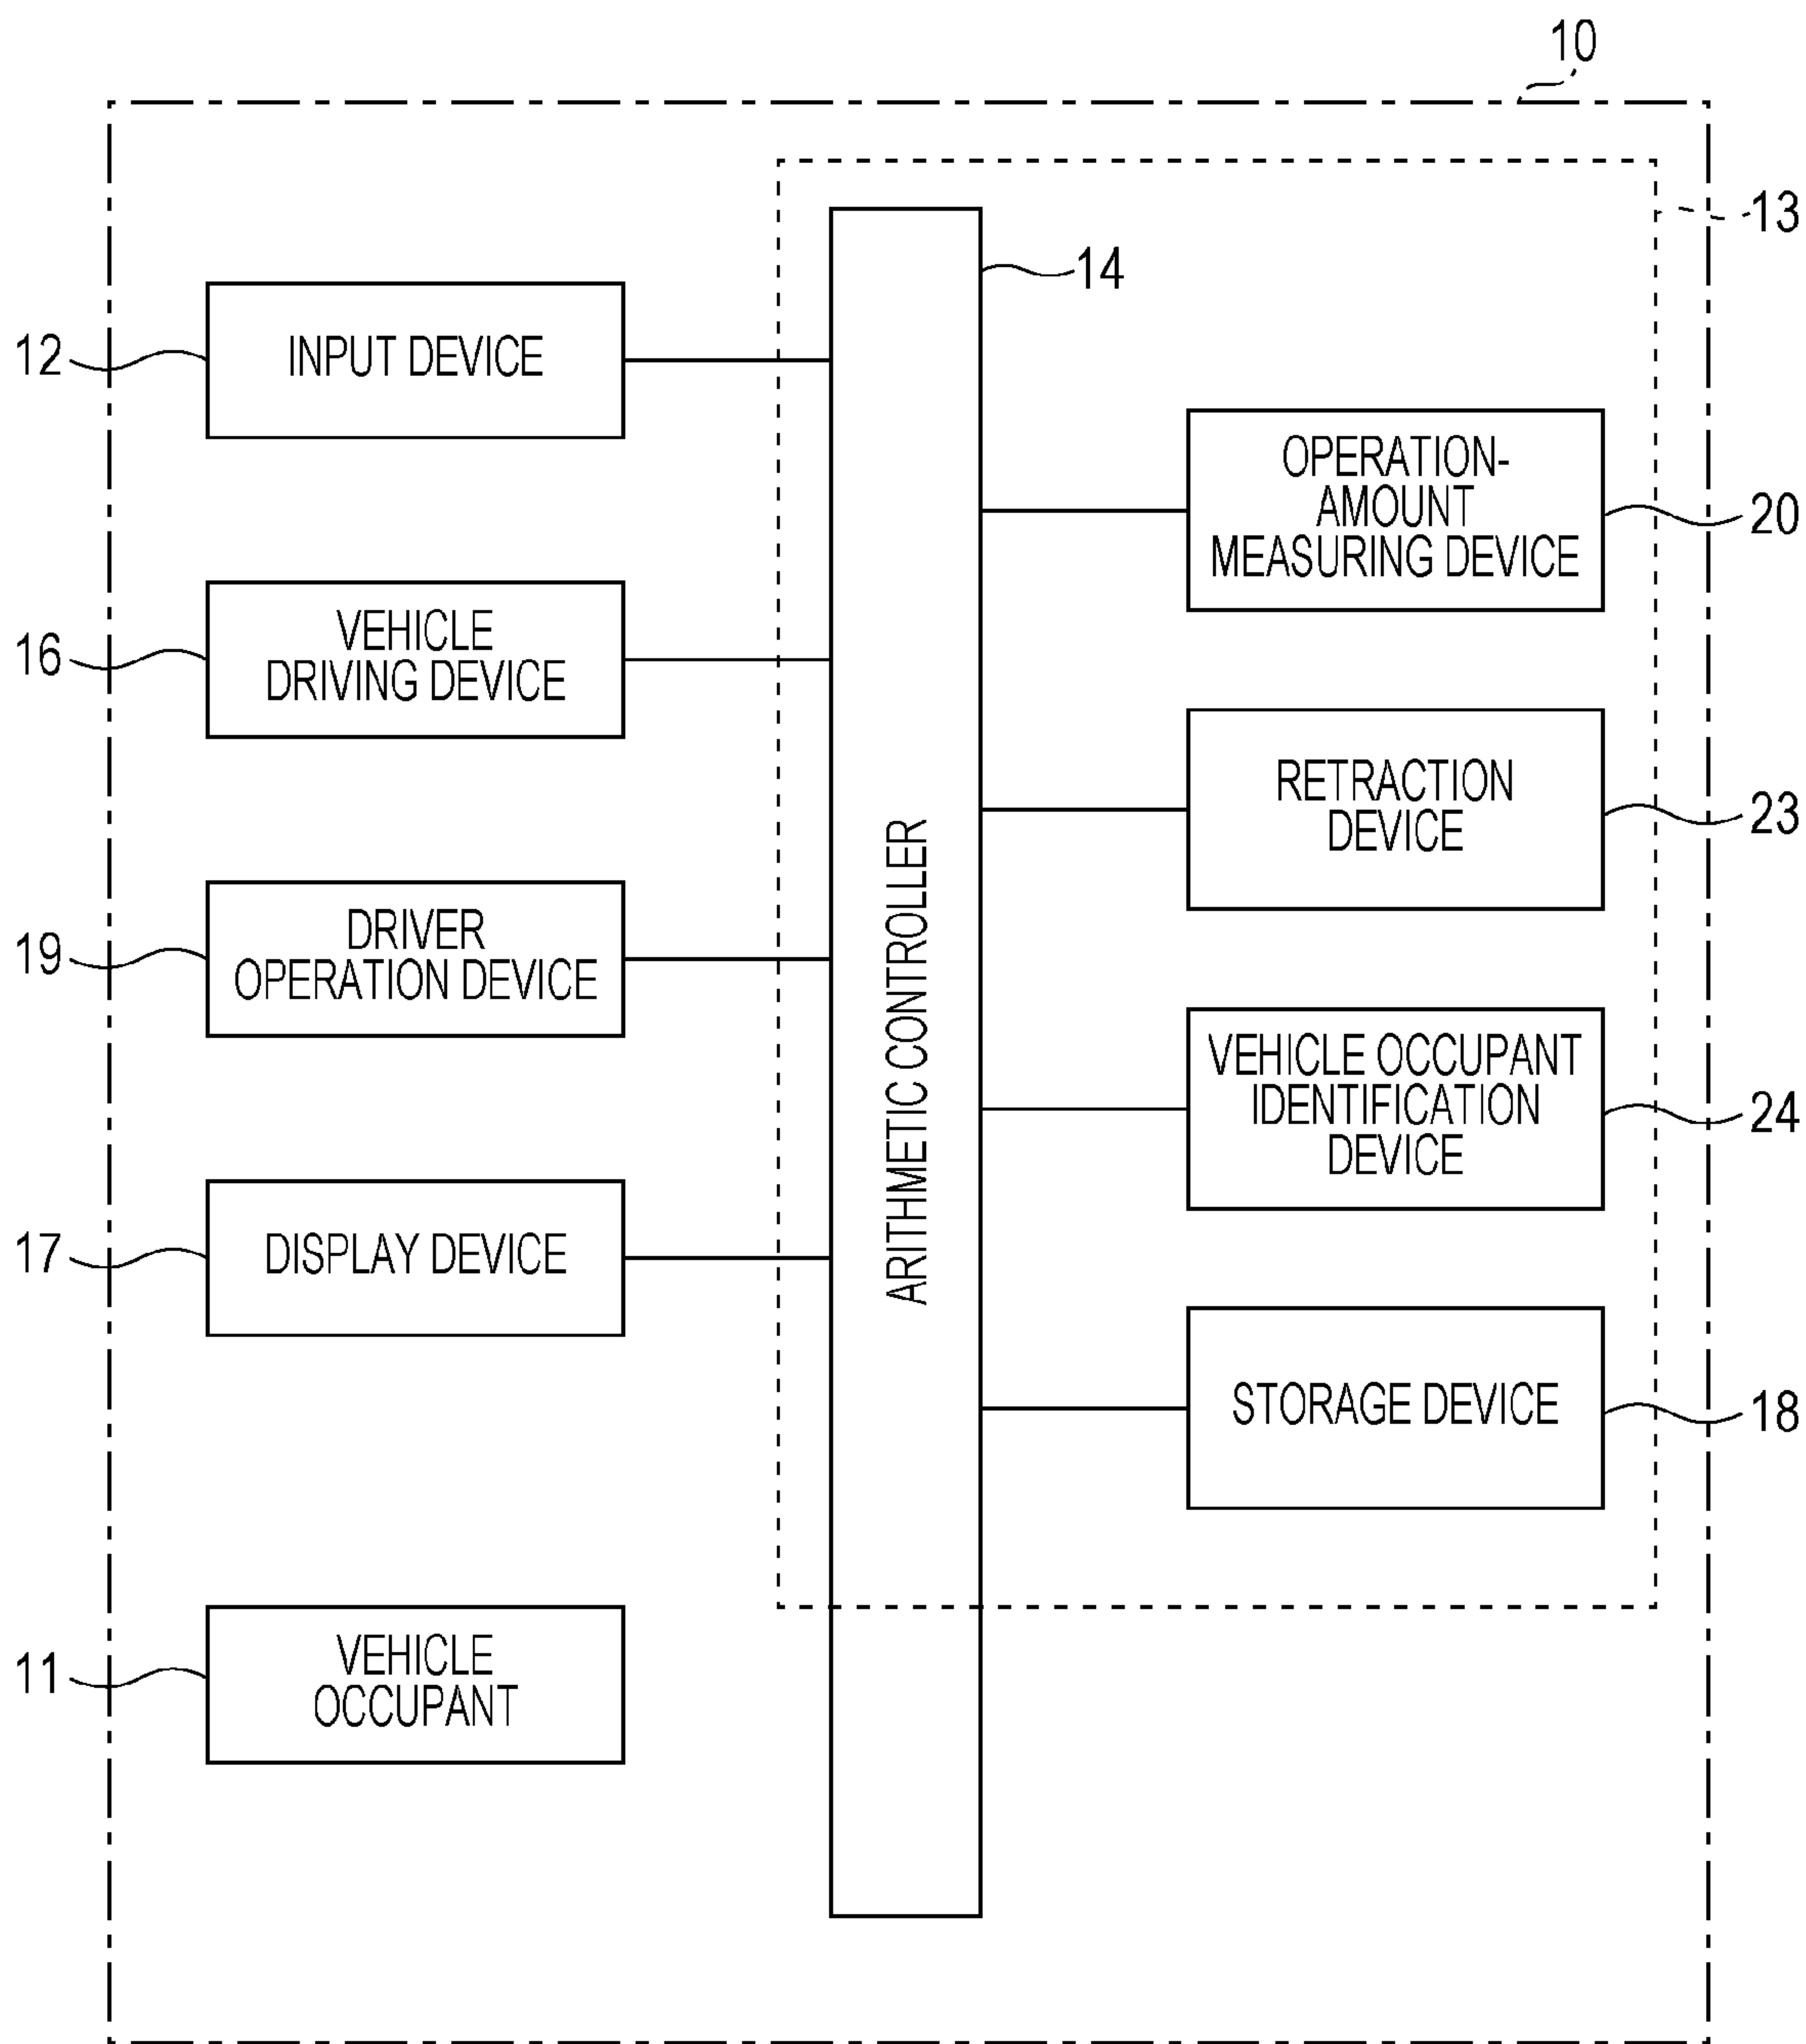 10
13
14
12
INPUT DEVICE
OPERATION-
AMOUNT
MEASURING DEVICE
20
16
VEHICLE
DRIVING DEVICE
RETRACTION
DEVICE
23
19
DRIVER
OPERATION DEVICE
ARITHMETIC CONTROLLER
VEHICLE OCCUPANT
IDENTIFICATION
DEVICE
24
17
DISPLAY DEVICE
STORAGE DEVICE
18
11
VEHICLE
OCCUPANT